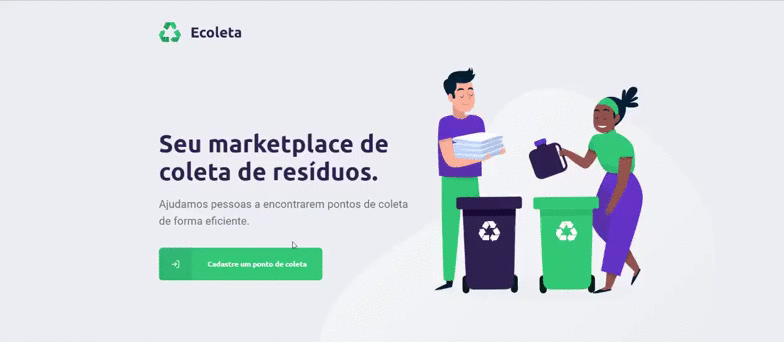 Ecoleta
Seu marketplace de
coleta de resíduos.
Ajudamos pessoas a encontrarem pontos de coleta
de forma eficiente.
Cadastre um ponto de coleta